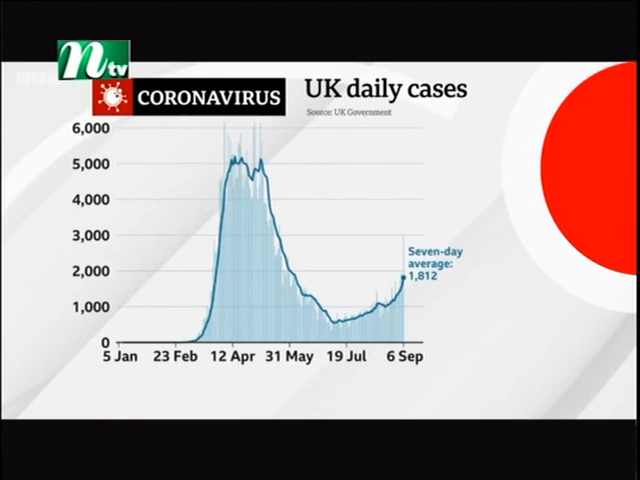 ntv
CORONAVIRUS
UK daily cases
Source: UK Government
6,000
5,000
4,000
3,000
2,000
1,000
0
Seven-day
average:
1,812
5 Jan 23 Feb 12 Apr 31 May 19 Jul 6 Sep